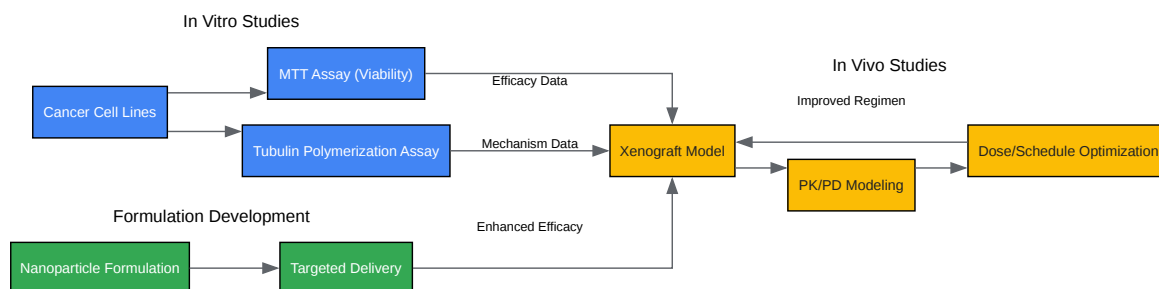 In Vitro Studies
MTT Assay (Viability)
Efficacy Data
In Vivo Studies
Cancer Cell Lines
Improved Regimen
Tubulin Polymerization Assay
Mechanism Data
Xenograft Model
Dose/Schedule Optimization
PK/PD Modeling
Formulation Development
Enhanced Efficacy
Nanoparticle Formulation
Targeted Delivery